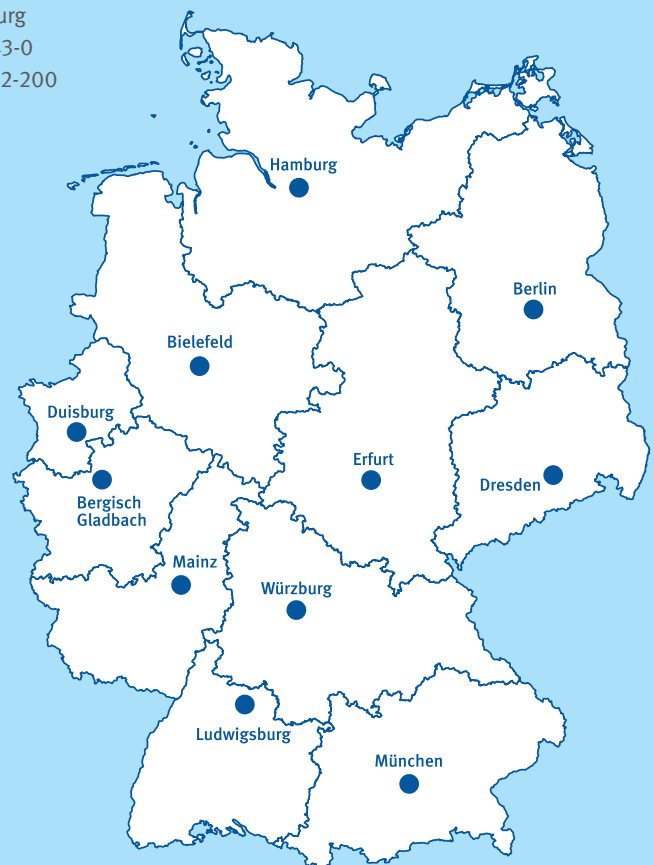 urg
3-0
2-200
Hamburg
Berlin
Bielefeld
Duisburg
Erfurt
Dresden
Bergisch
Gladbach
Mainz
Würzburg
Ludwigsburg
München